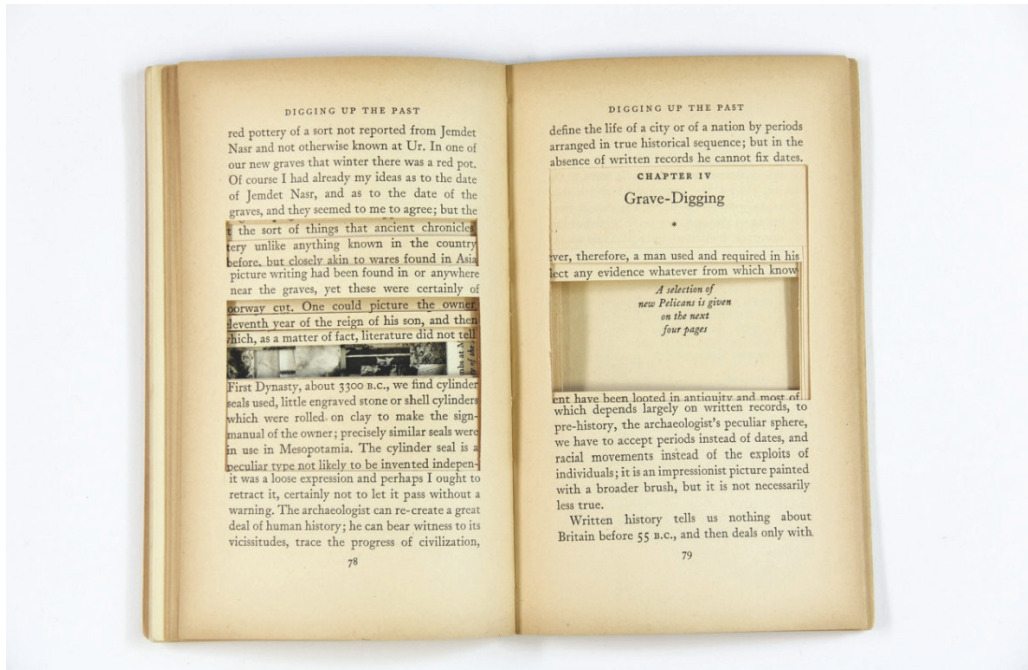 DIGGING UP THE PAST
red pottery of a sort not reported from Jemdet
Nasr and not otherwise known at Ur. In one of
our new graves that winter there was a red pot.
Of course I had already my ideas as to the date
of Jemdet Nasr, and as to the date of the
graves, and they seemed to me to agree; but the
t the sort of things that ancient chronicles
tery unlike anything known in the country
before, but closely akin to wares found in Asia
picture writing had been found in or anywhere
near the graves, yet these were certainly of
oorway cut. One could picture the owner
eleventh year of the reign of his son, and then
hich, as a matter of fact, literature did not tell
First Dynasty, about 3300 B.C., we find cylinder
seals used, little engraved stone or shell cylinders
which were rolled on clay to make the sign-
manual of the owner; precisely similar seals were
in use in Mesopotamia. The cylinder seal is a
peculiar type not likely to be invented indepen-
it was a loose expression and perhaps I ought to
retract it, certainly not to let it pass without a
warning. The archaeologist can re-create a great
deal of human history; he can bear witness to its
vicissitudes, trace the progress of civilization,
78
DIGGING UP THE PAST
define the life of a city or of a nation by periods
arranged in true historical sequence; but in the
absence of written records he cannot fix dates.
CHAPTER IV
Grave-Digging
*
ver, therefore, a man used and required in his
lect any evidence whatever from which know
A selection of
new Pelicans is given
on the next
four pages
ent have been looted in antiquity and most of
which depends largely on written records, to
pre-history, the archaeologist's peculiar sphere,
we have to accept periods instead of dates, and
racial movements instead of the exploits of
individuals; it is an impressionist picture painted
with a broader brush, but it is not necessarily
less true.
Written history tells us nothing about
Britain before 55 B.C., and then deals only with
79